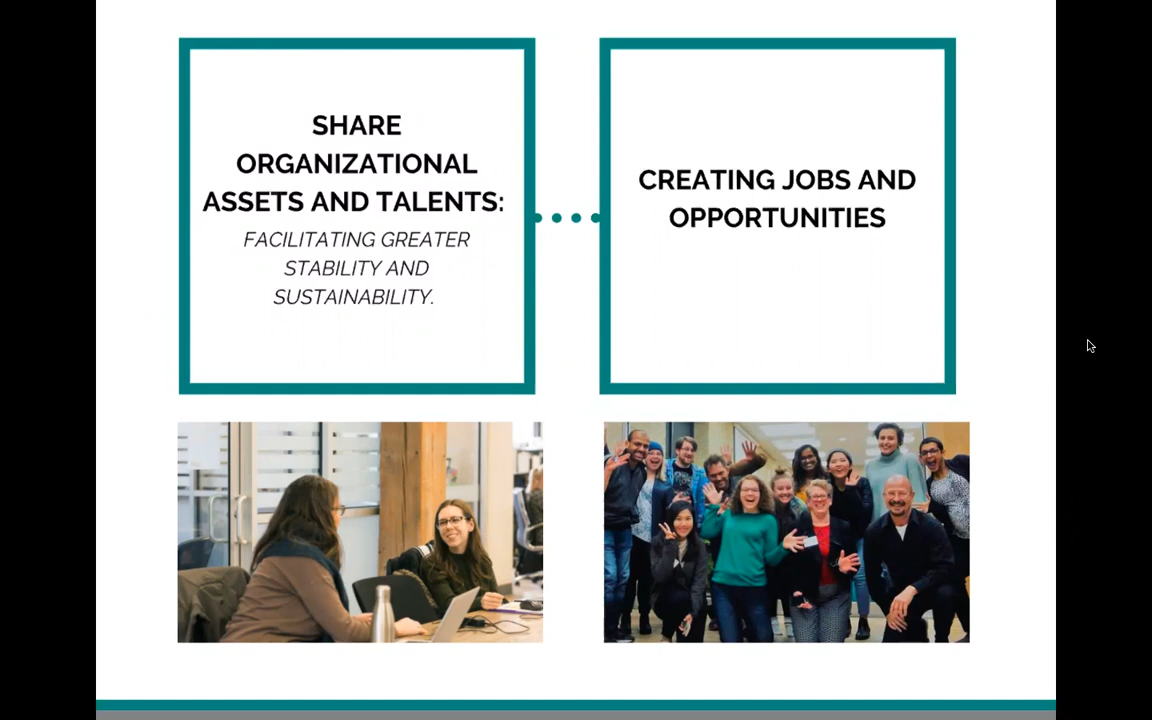 SHARE
ORGANIZATIONAL
ASSETS AND TALENTS:
FACILITATING GREATER
STABILITY AND
SUSTAINABILITY.
CREATING JOBS AND
OPPORTUNITIES